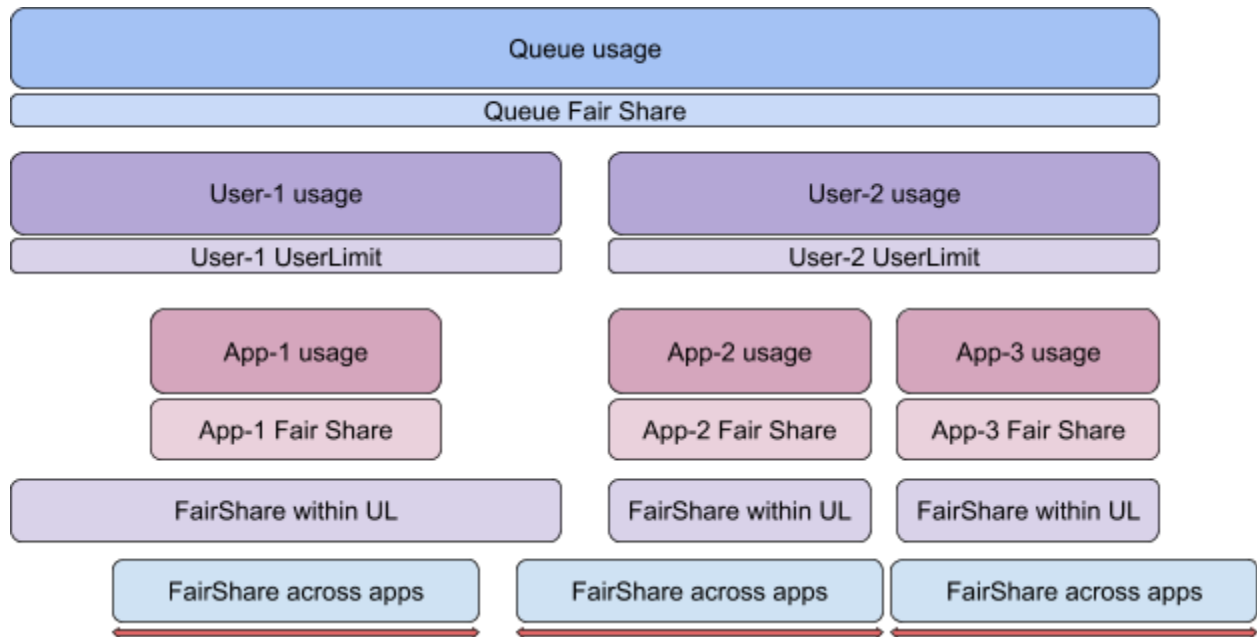 Queue usage
Queue Fair Share
User-1 usage
User-2 usage
User-1 UserLimit
User-2 UserLimit
App-1 usage
App-2 usage
App-3 usage
App-1 Fair Share
App-2 Fair Share
App-3 Fair Share
FairShare within UL
FairShare within UL
FairShare within UL
FairShare across apps
FairShare across apps
FairShare across apps